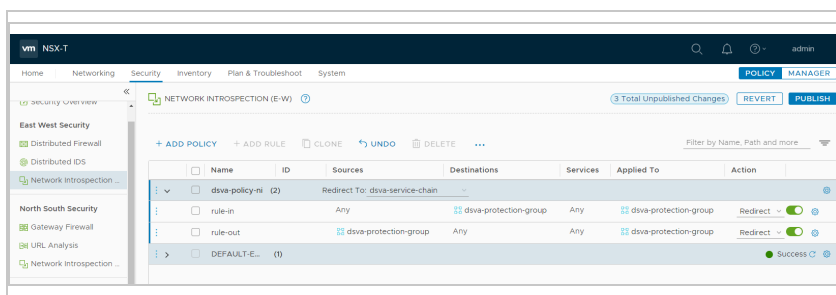 vm NSX-T admin
Home Networking Security Inventory Plan & Troubleshoot System POLICY MANAGER
Security Overview
NETWORK INTROSPECTION (E-W) 3 Total Unpublished Changes REVERT PUBLISH
East West Security
Distributed Firewall
Distributed IDS
Network Introspection ...
North South Security
Gateway Firewall
URL Analysis
Network Introspection ...
+ ADD POLICY + ADD RULE CLONE UNDO DELETE ... Filter by Name, Path and more
Name ID Sources Destinations Services Applied To Action
dsva-policy-ni (2) Redirect To: dsva-service-chain
rule-in Any dsva-protection-group Any dsva-protection-group Redirect
rule-out dsva-protection-group Any Any dsva-protection-group Redirect
DEFAULT-E... (1) Success